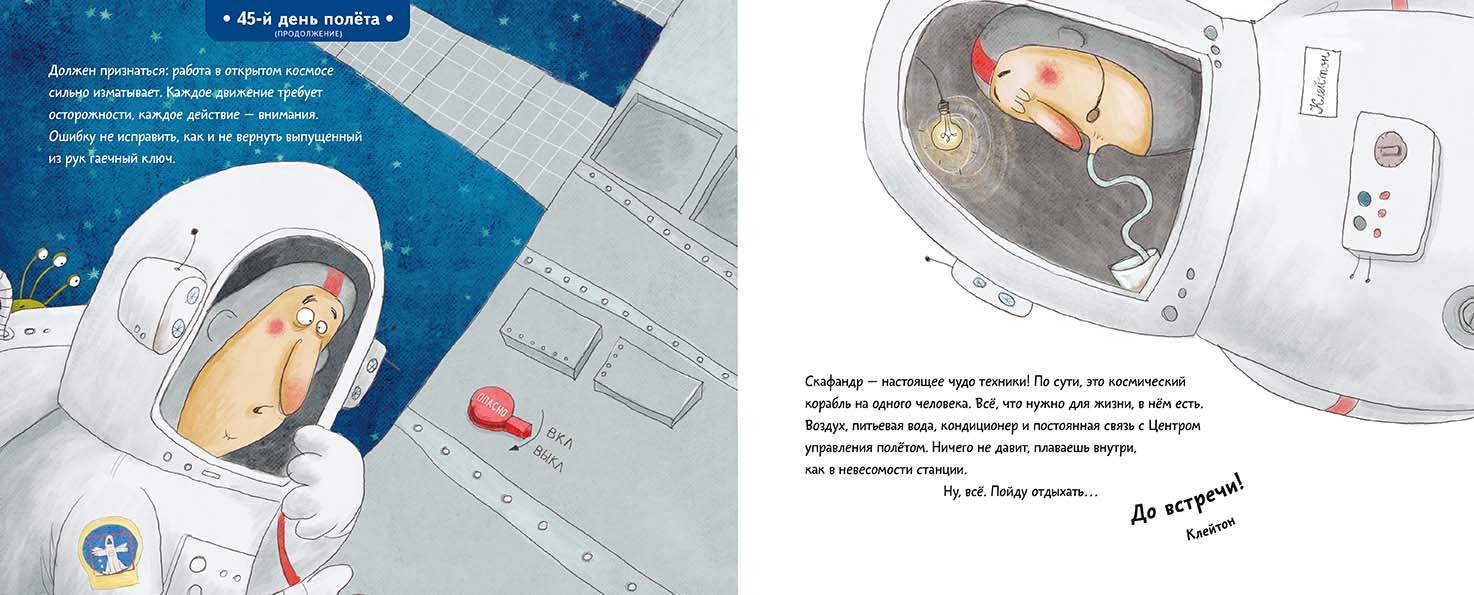 • 45-й день полёта •
(ПРОДОЛЖЕНИЕ)
Должен признаться: работа в открытом космосе
сильно изматывает. Каждое движение требует
осторожности, каждое действие — внимания.
Ошибку не исправить, как и не вернуть выпущенный
из рук гаечный ключ.
ОПАСНО
ВКЛ
ВЫКЛ
Клейтон
Скафандр — настоящее чудо техники! По сути, это космический
корабль на одного человека. Всё, что нужно для жизни, в нём есть.
Воздух, питьевая вода, кондиционер и постоянная связь с Центром
управления полётом. Ничего не давит, плаваешь внутри,
как в невесомости станции.
Ну, всё. Пойду отдыхать…
До встречи!
Клейтон